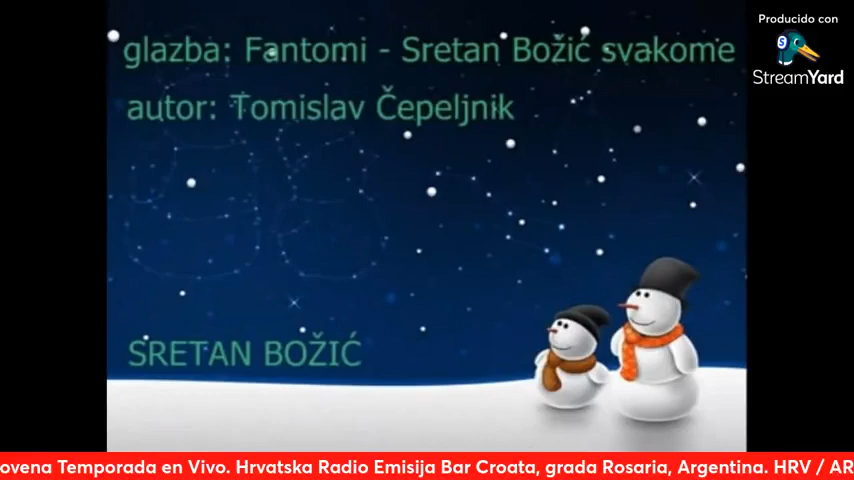 glazba: Fantomi - Sretan Božić svakome
autor: Tomislav Čepeljnik
Producido con
StreamYard
SRETAN BOŽIĆ
ovena Temporada en Vivo. Hrvatska Radio Emisija Bar Croata, grada Rosaria, Argentina. HRV / AR